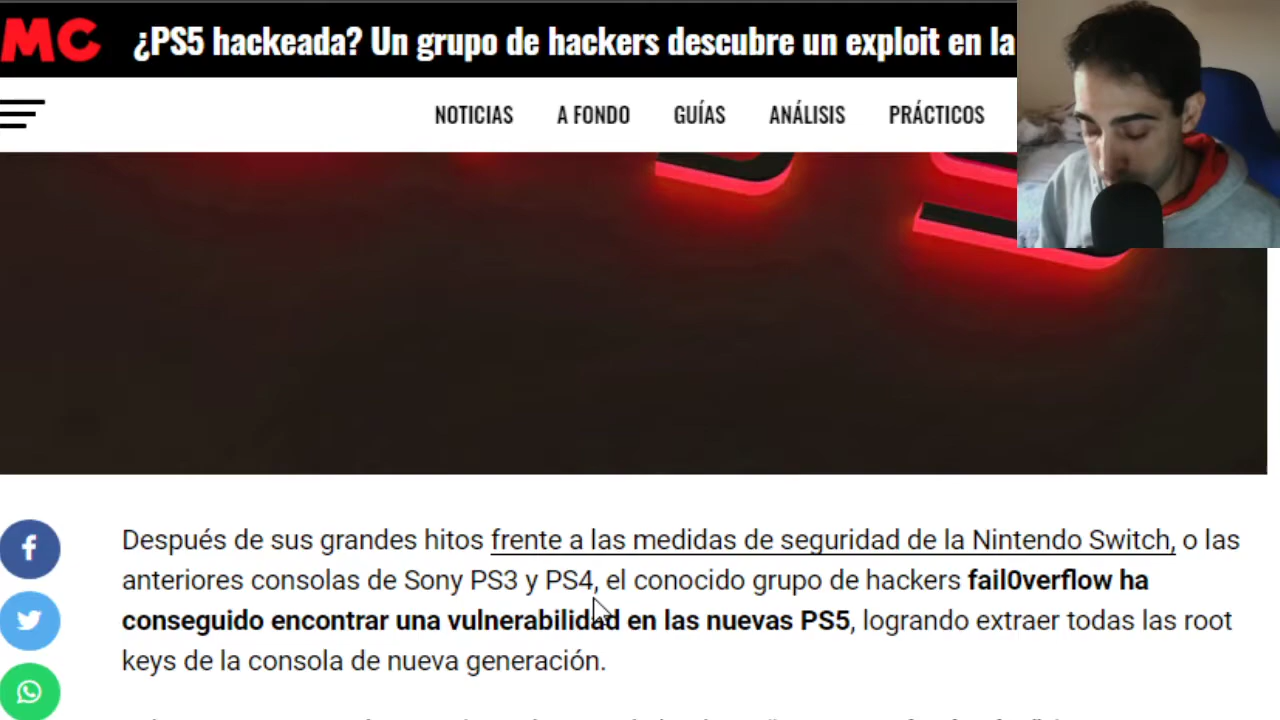 MC
¿PS5 hackeada? Un grupo de hackers descubre un exploit en la
NOTICIAS A FONDO GUÍAS ANÁLISIS PRÁCTICOS
Después de sus grandes hitos frente a las medidas de seguridad de la Nintendo Switch, o las
anteriores consolas de Sony PS3 y PS4, el conocido grupo de hackers fail0verflow ha
conseguido encontrar una vulnerabilidad en las nuevas PS5, logrando extraer todas las root
keys de la consola de nueva generación.